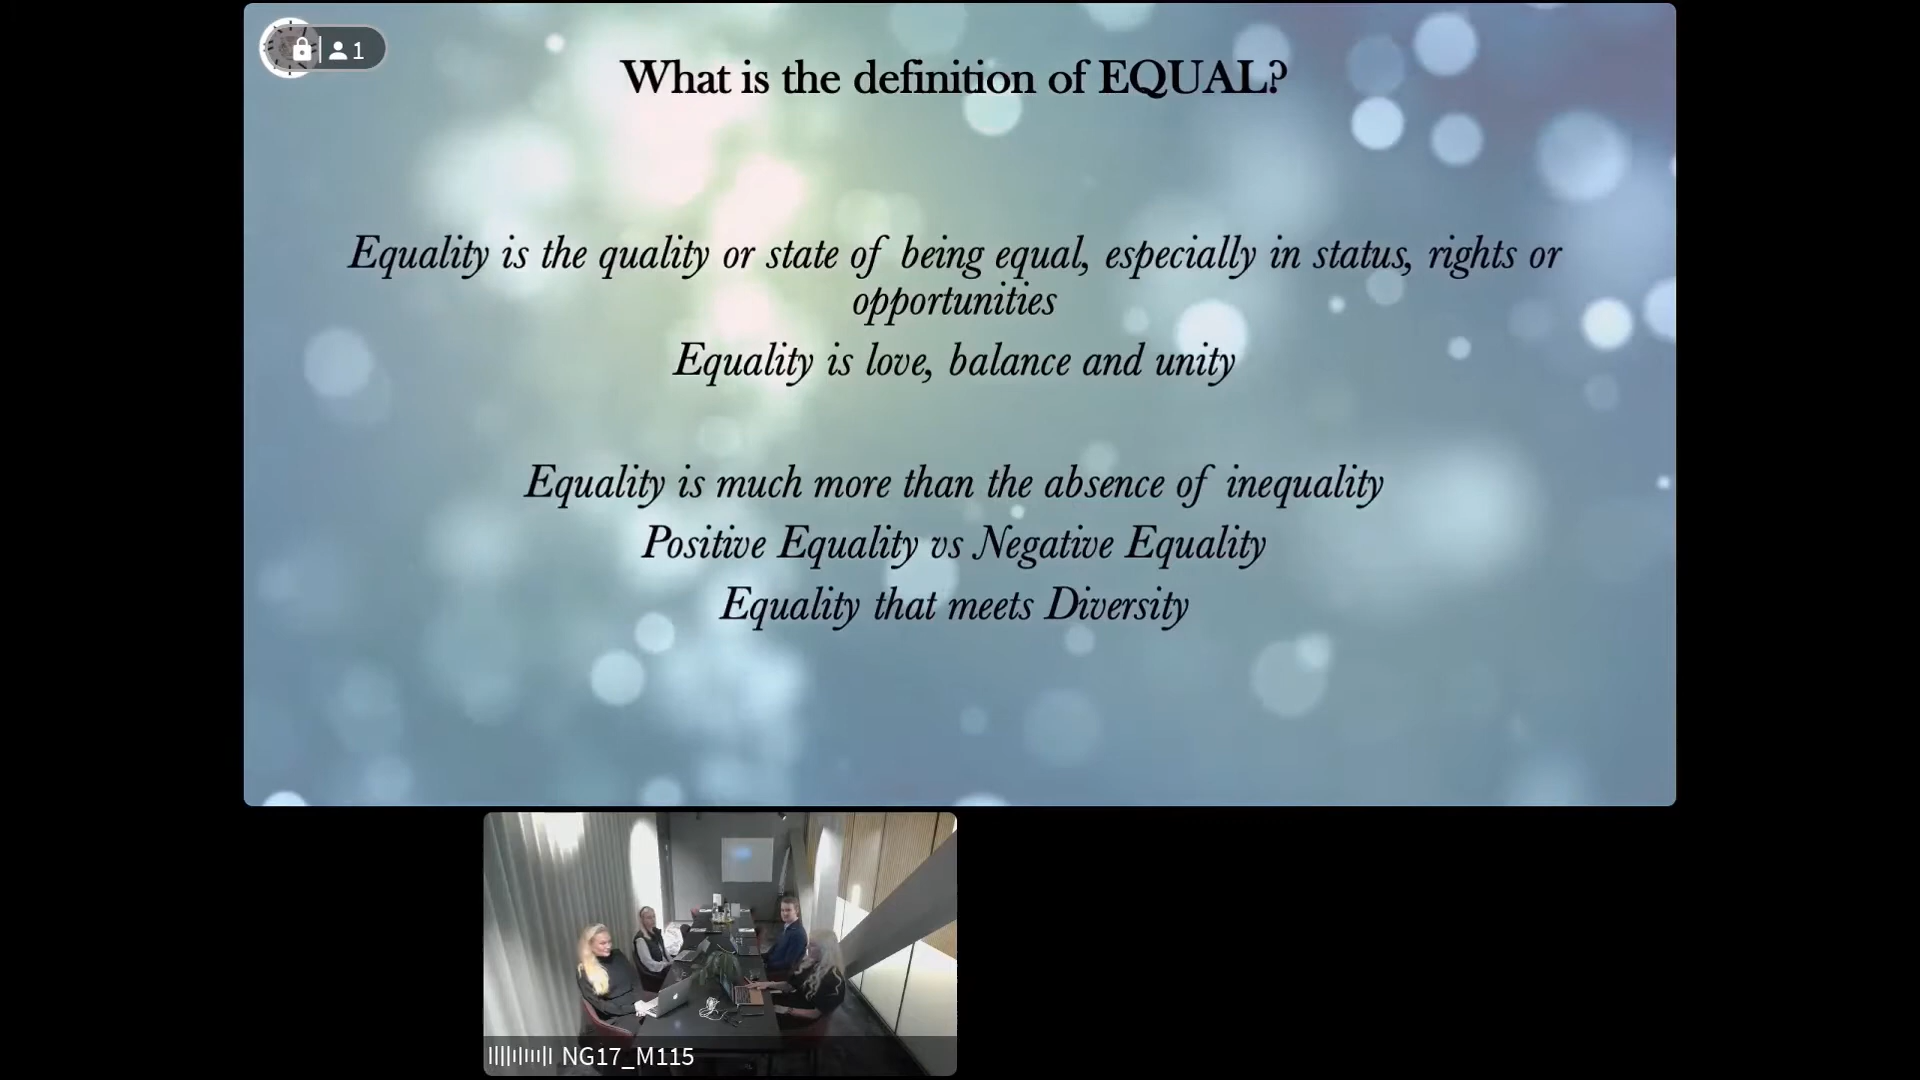 1
What is the definition of EQUAL?
Equality is the quality or state of being equal, especially in status, rights or
opportunities
Equality is love, balance and unity
Equality is much more than the absence of inequality
Positive Equality vs Negative Equality
Equality that meets Diversity
NG17_M115